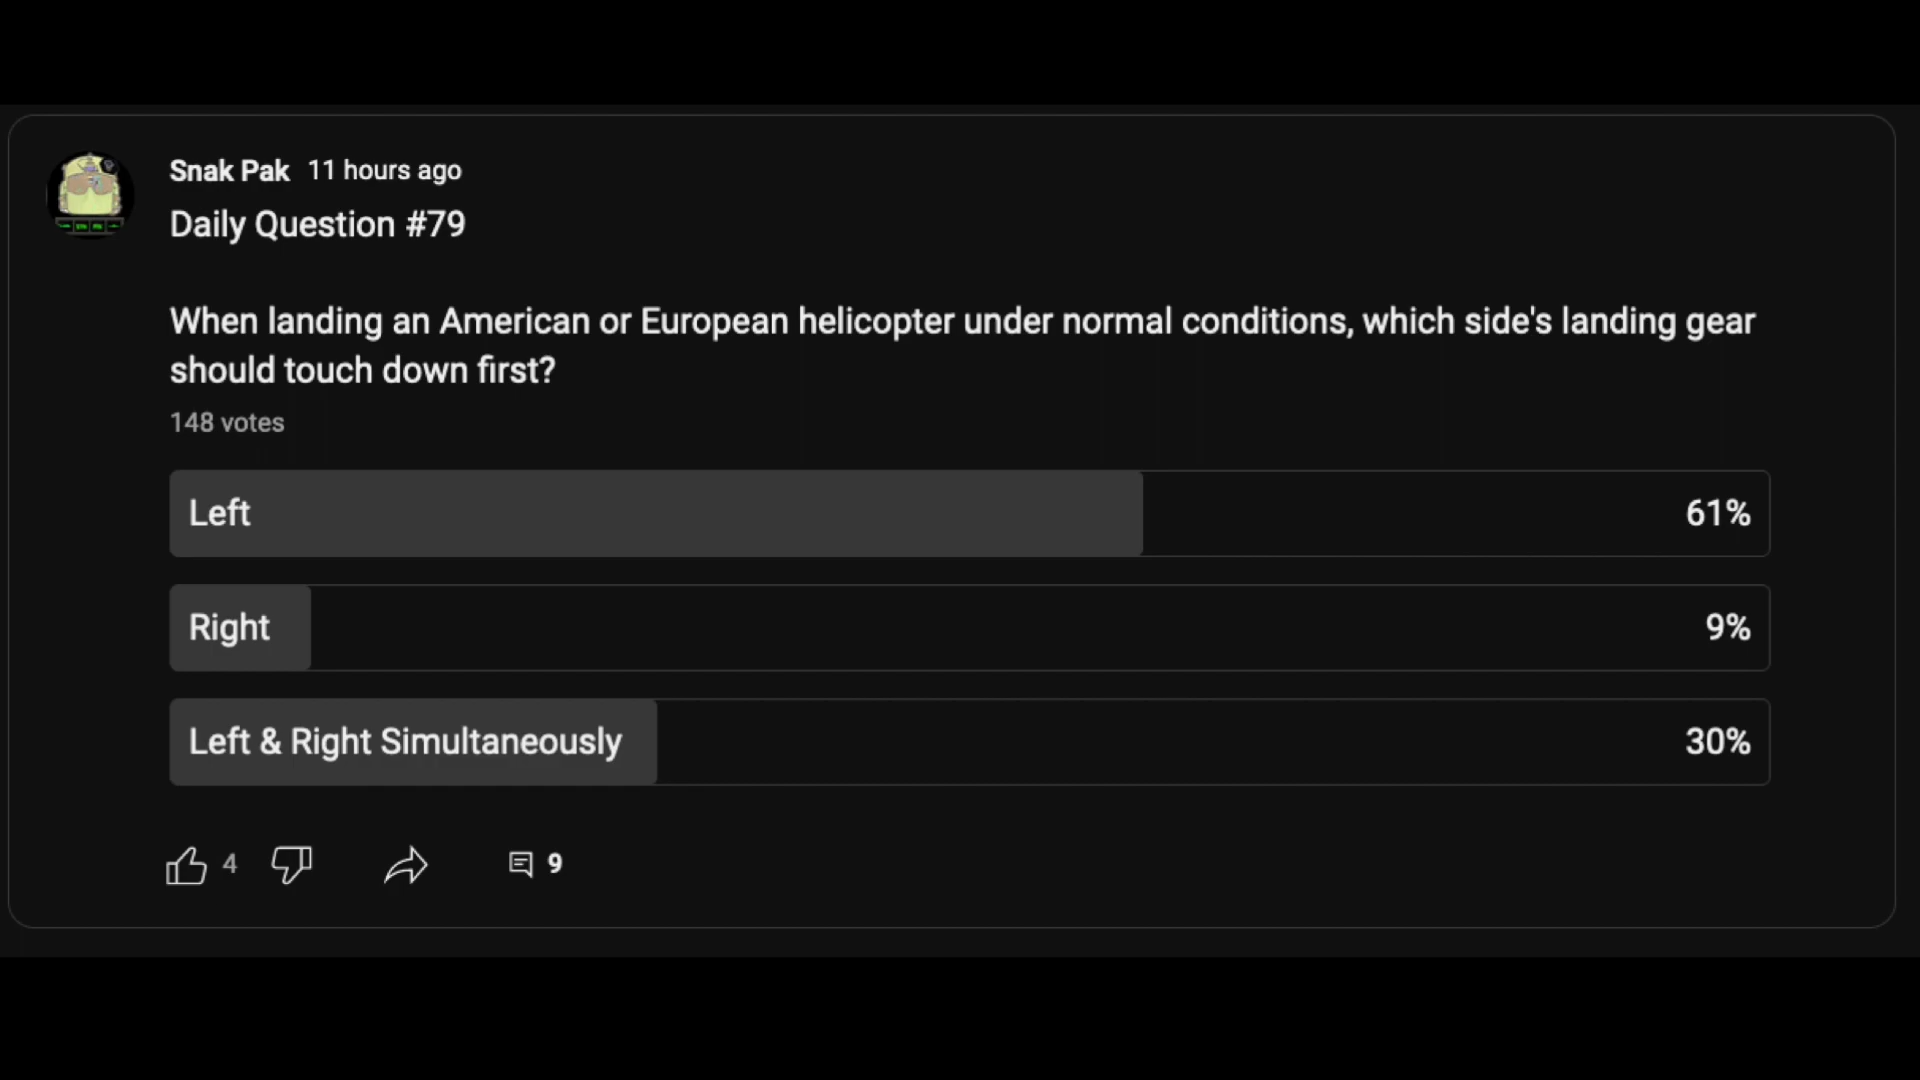 Snak Pak 11 hours ago
Daily Question #79
When landing an American or European helicopter under normal conditions, which side's landing gear
should touch down first?
148 votes
Left 61%
Right 9%
Left & Right Simultaneously 30%
4 9